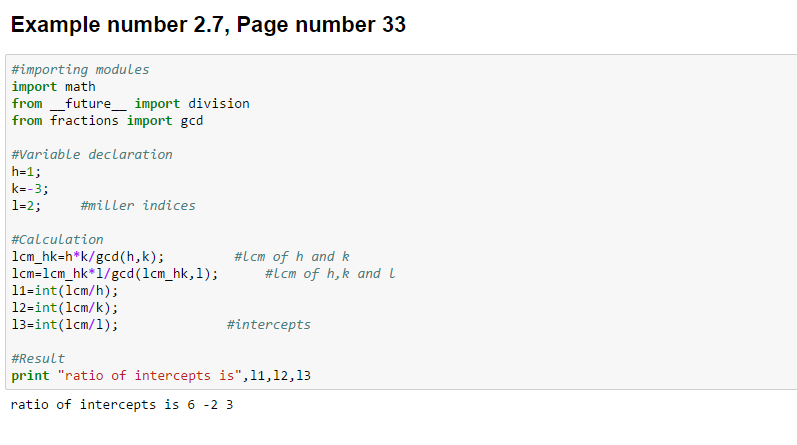 Example number 2.7, Page number 33
#importing modules
import math
from __future__ import division
from fractions import gcd
#Variable declaration
h=1;
k=-3;
l=2;     #miller indices
#Calculation
lcm_hk=h*k/gcd(h,k);         #lcm of h and k
lcm=lcm_hk*l/gcd(lcm_hk,l);      #lcm of h,k and l
l1=int(lcm/h);
l2=int(lcm/k);
l3=int(lcm/l);              #intercepts
#Result
print "ratio of intercepts is",l1,l2,l3
ratio of intercepts is 6 -2 3